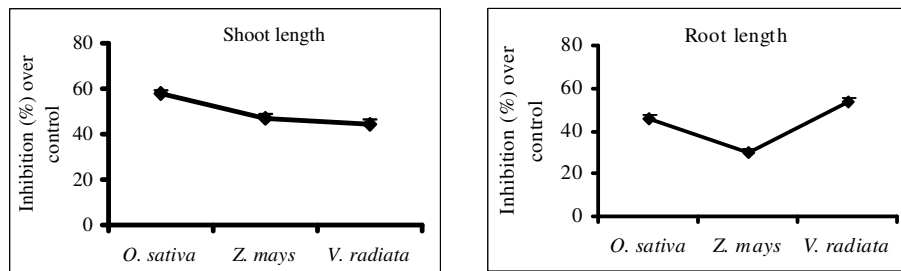 Shoot length
Inhibition (%) over
control
80
60
40
20
0
O. sativa Z. mays V. radiata
Root length
Inhibition (%) over
control
80
60
40
20
0
O. sativa Z. mays V. radiata